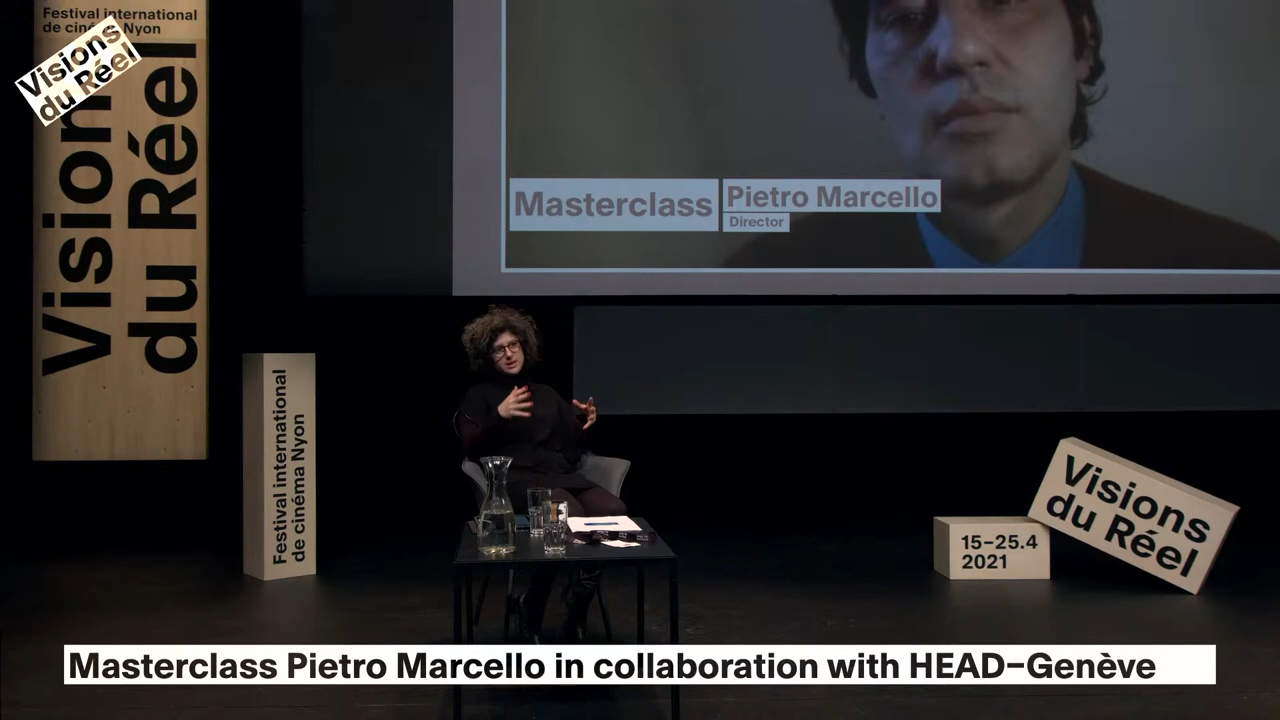 Festival international
de cinéma Nyon
Visions
du Réel
Visions
du Réel
Masterclass
Pietro Marcello
Director
Festival international
de cinéma Nyon
Visions
du Réel
15–25.4
2021
Masterclass Pietro Marcello in collaboration with HEAD–Genève